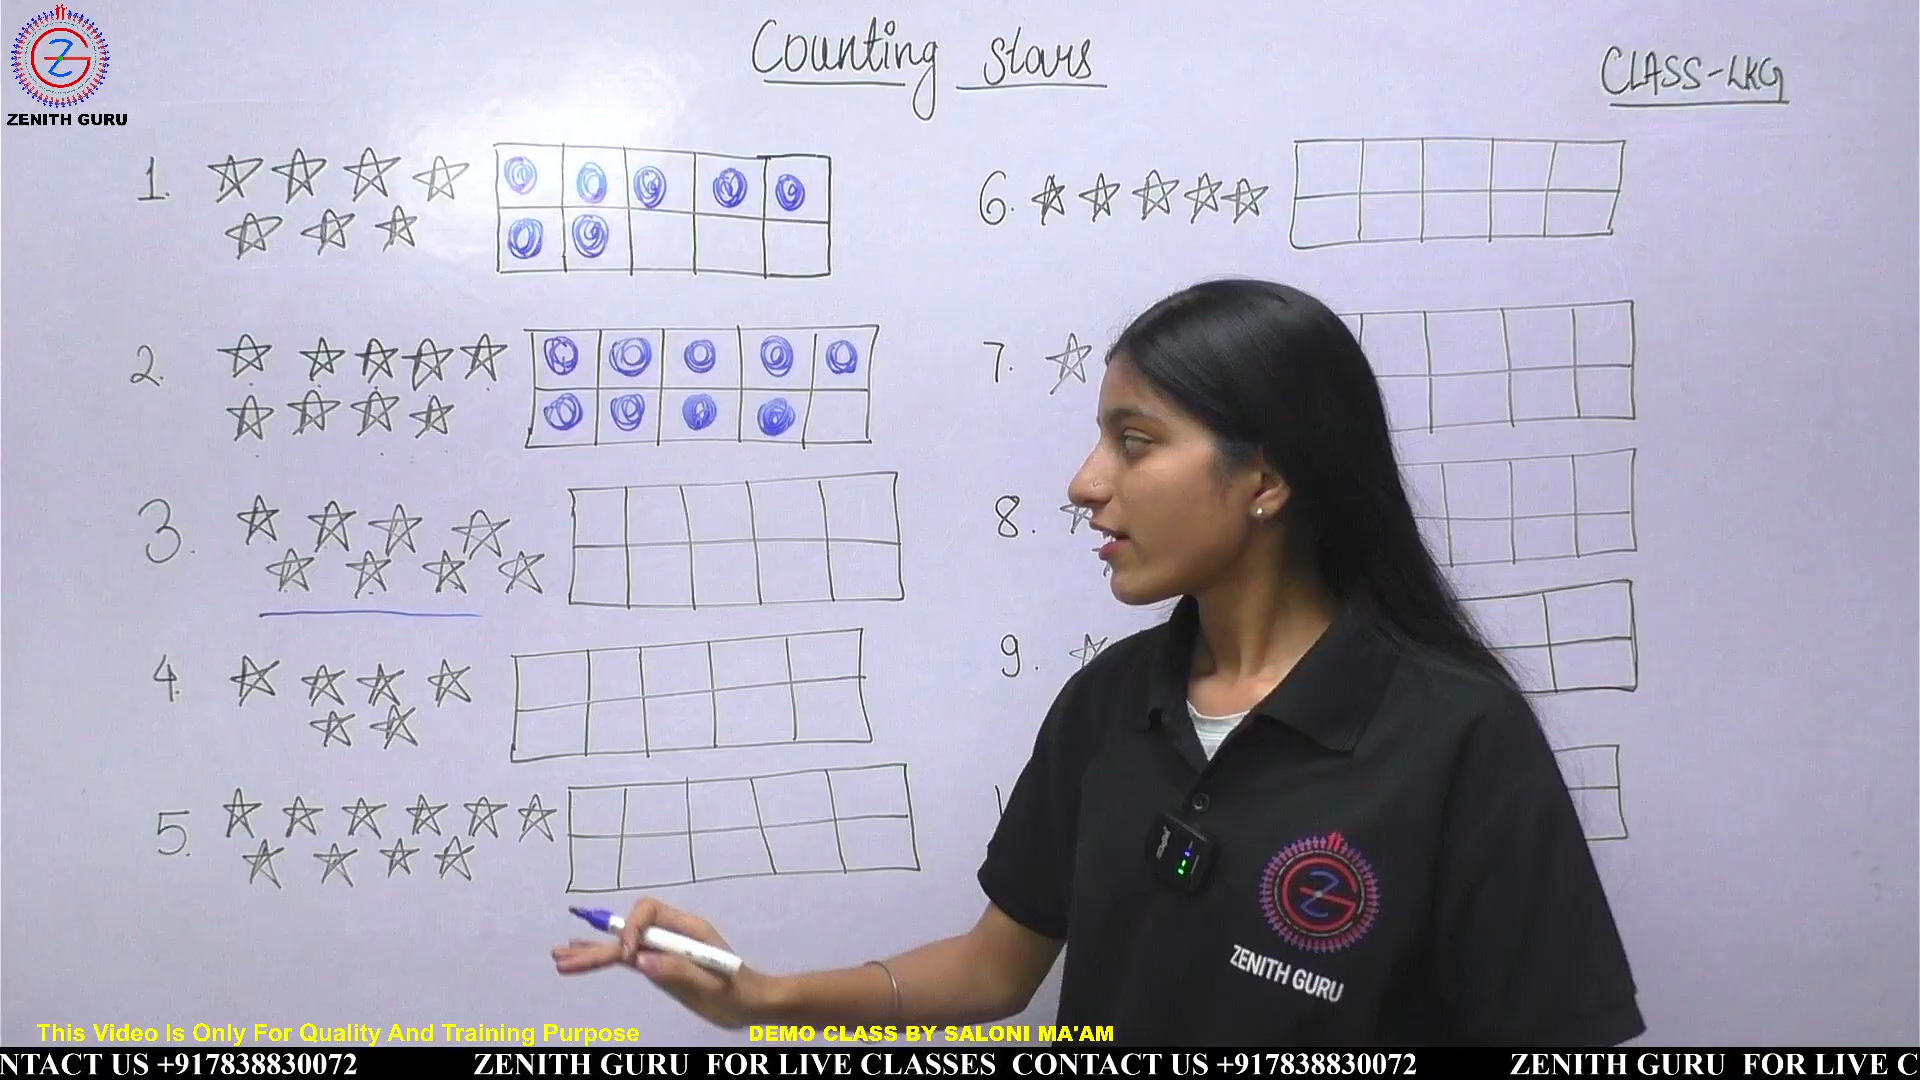 ZENITH GURU
Counting stars
CLASS-LKG
1.
2.
3.
4.
5.
6.
7.
8.
9.
ZENITH GURU
This Video Is Only For Quality And Training Purpose
DEMO CLASS BY SALONI MA'AM
NTACT US +917838830072 ZENITH GURU FOR LIVE CLASSES CONTACT US +917838830072 ZENITH GURU FOR LIVE C